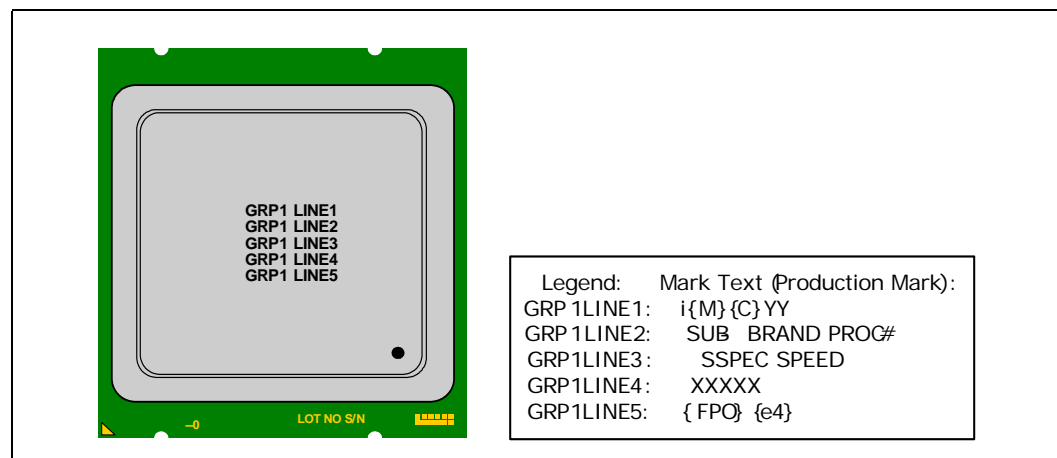 GRP1 LINE1
GRP1 LINE2
GRP1 LINE3
GRP1 LINE4
GRP1 LINE5
–0
LOT NO S/N
Legend: Mark Text (Production Mark):
GRP1LINE1: i{M}{C}YY
GRP1LINE2: SUB BRAND PROC#
GRP1LINE3: SSPEC SPEED
GRP1LINE4: XXXXX
GRP1LINE5: {FPO} {e4}